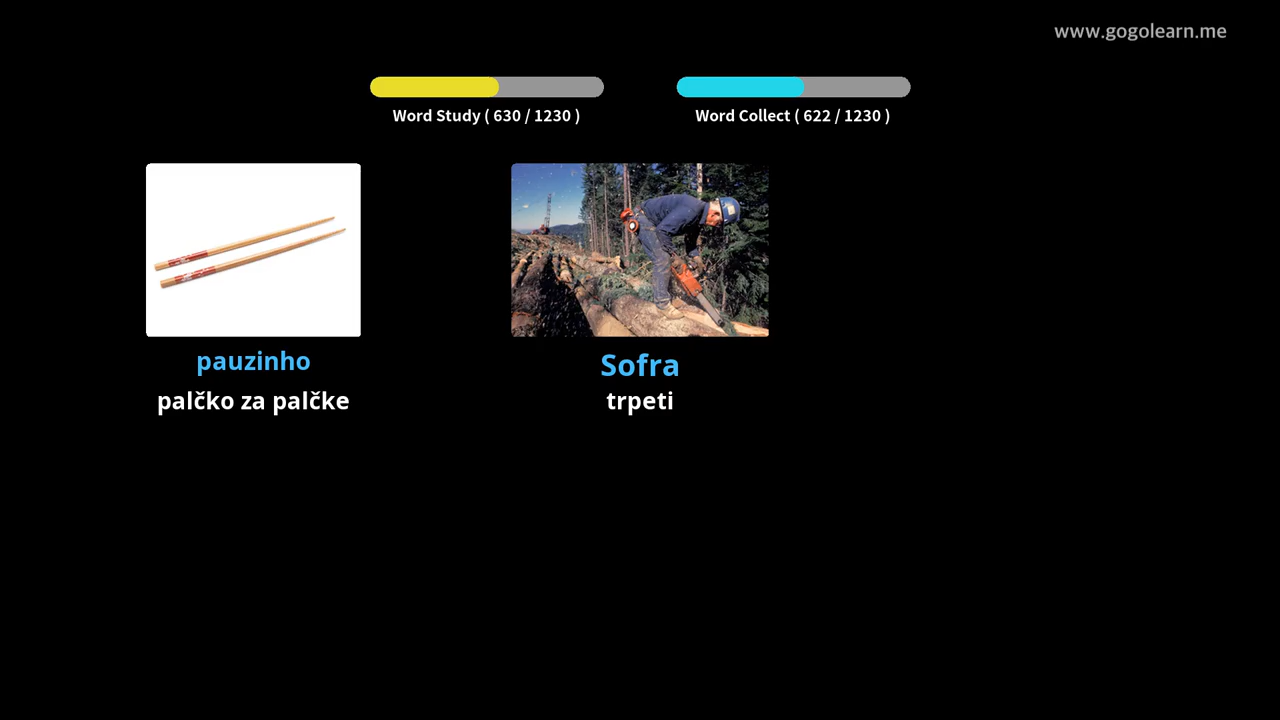 www.gogolearn.me
Word Study ( 630 / 1230 )
Word Collect ( 622 / 1230 )
pauzinho
palčko za palčke
Sofra
trpeti